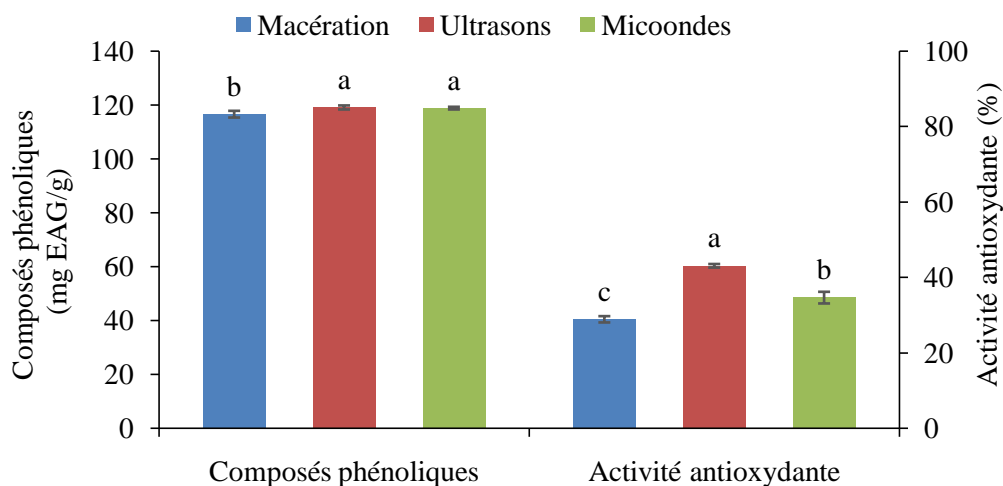 Macération Ultrasons Micoondes
Composés phénoliques
(mg EAG/g)
140
120
100
80
60
40
20
0
b
a
a
c
a
b
100
80
60
40
20
0
Activité antioxydante (%)
Composés phénoliques Activité antioxydante